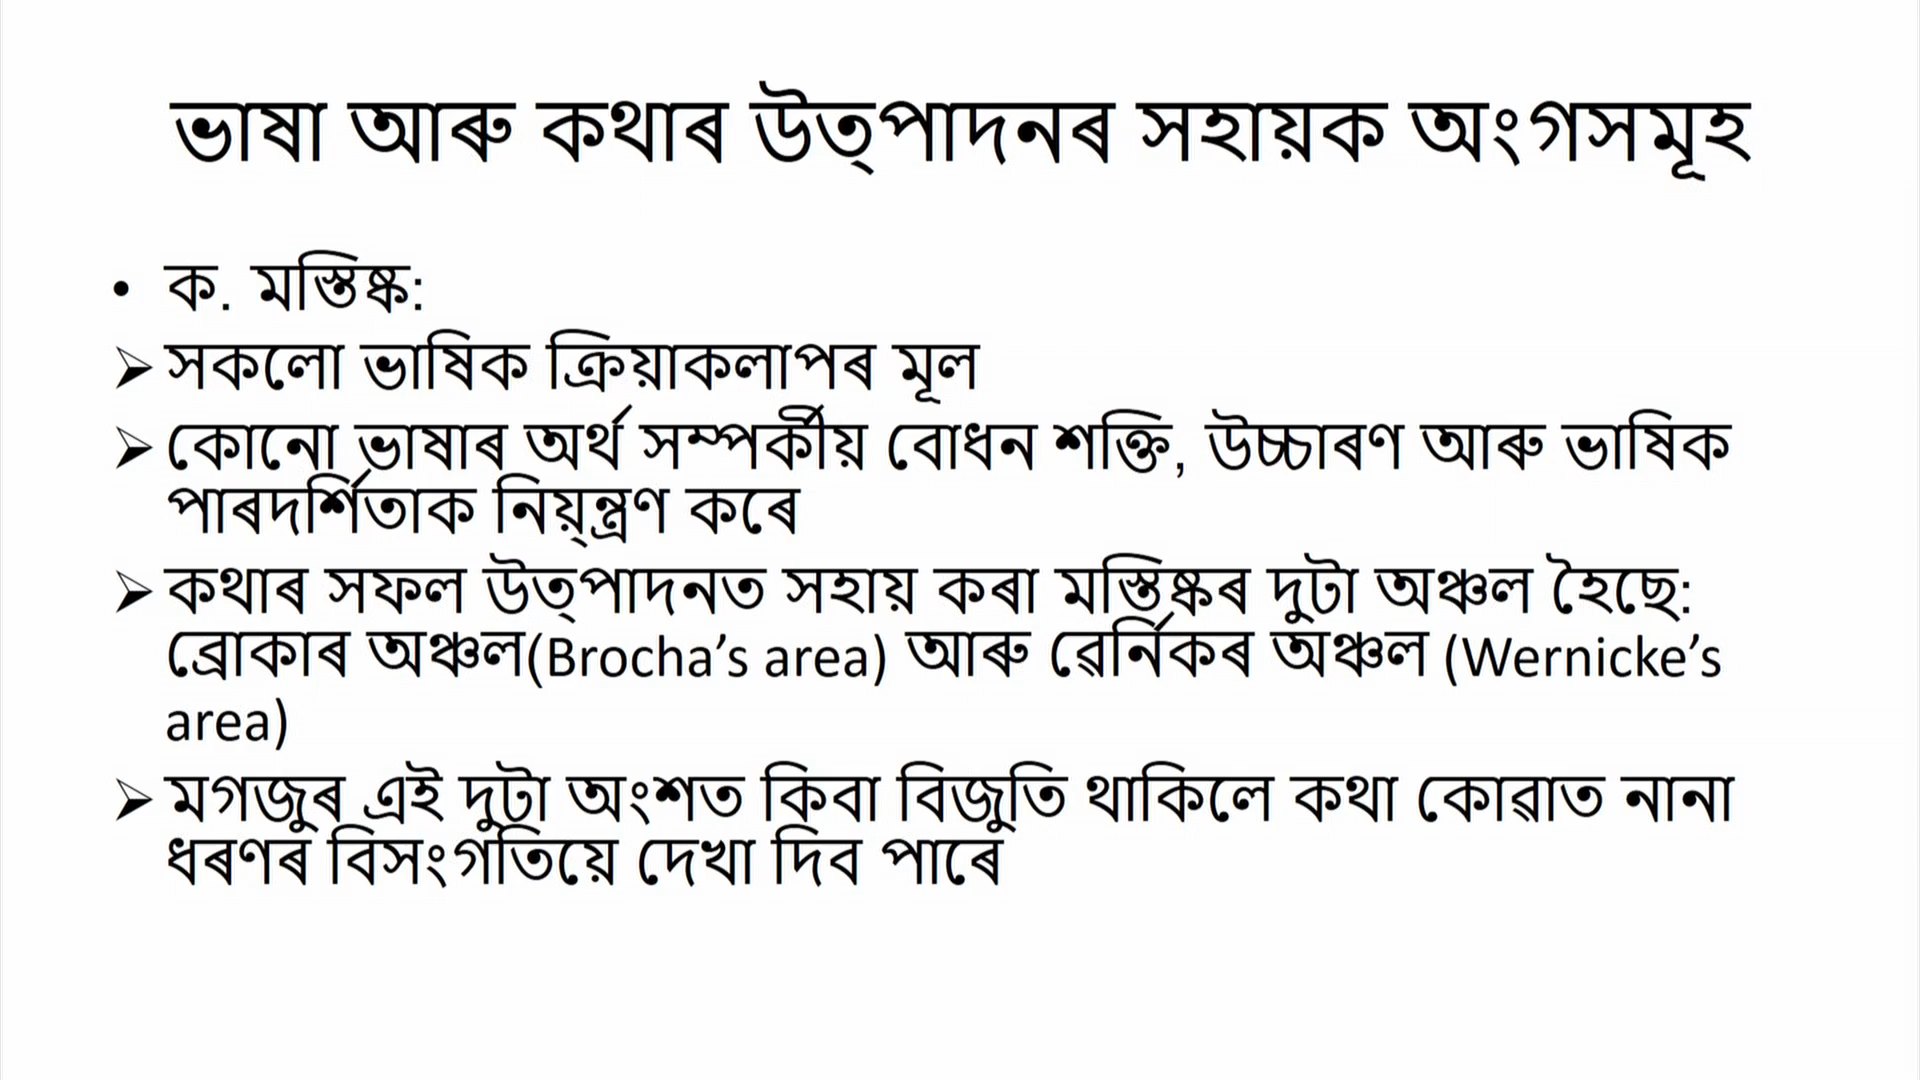 ভাষা আৰু কথাৰ উত্পাদনৰ সহায়ক অংগসমূহ
• ক. মস্তিষ্ক:
➢ সকলো ভাষিক ক্ৰিয়াকলাপৰ মূল
➢ কোনো ভাষাৰ অৰ্থ সম্পৰ্কীয় বোধন শক্তি, উচ্চাৰণ আৰু ভাষিক
পাৰদৰ্শিতাক নিয়্ন্ত্ৰণ কৰে
➢ কথাৰ সফল উত্পাদনত সহায় কৰা মস্তিষ্কৰ দুটা অঞ্চল হৈছে:
ব্ৰোকাৰ অঞ্চল(Brocha’s area) আৰু ৱেৰ্নিকৰ অঞ্চল (Wernicke’s
area)
➢ মগজুৰ এই দুটা অংশত কিবা বিজুতি থাকিলে কথা কোৱাত নানা
ধৰণৰ বিসংগতিয়ে দেখা দিব পাৰে